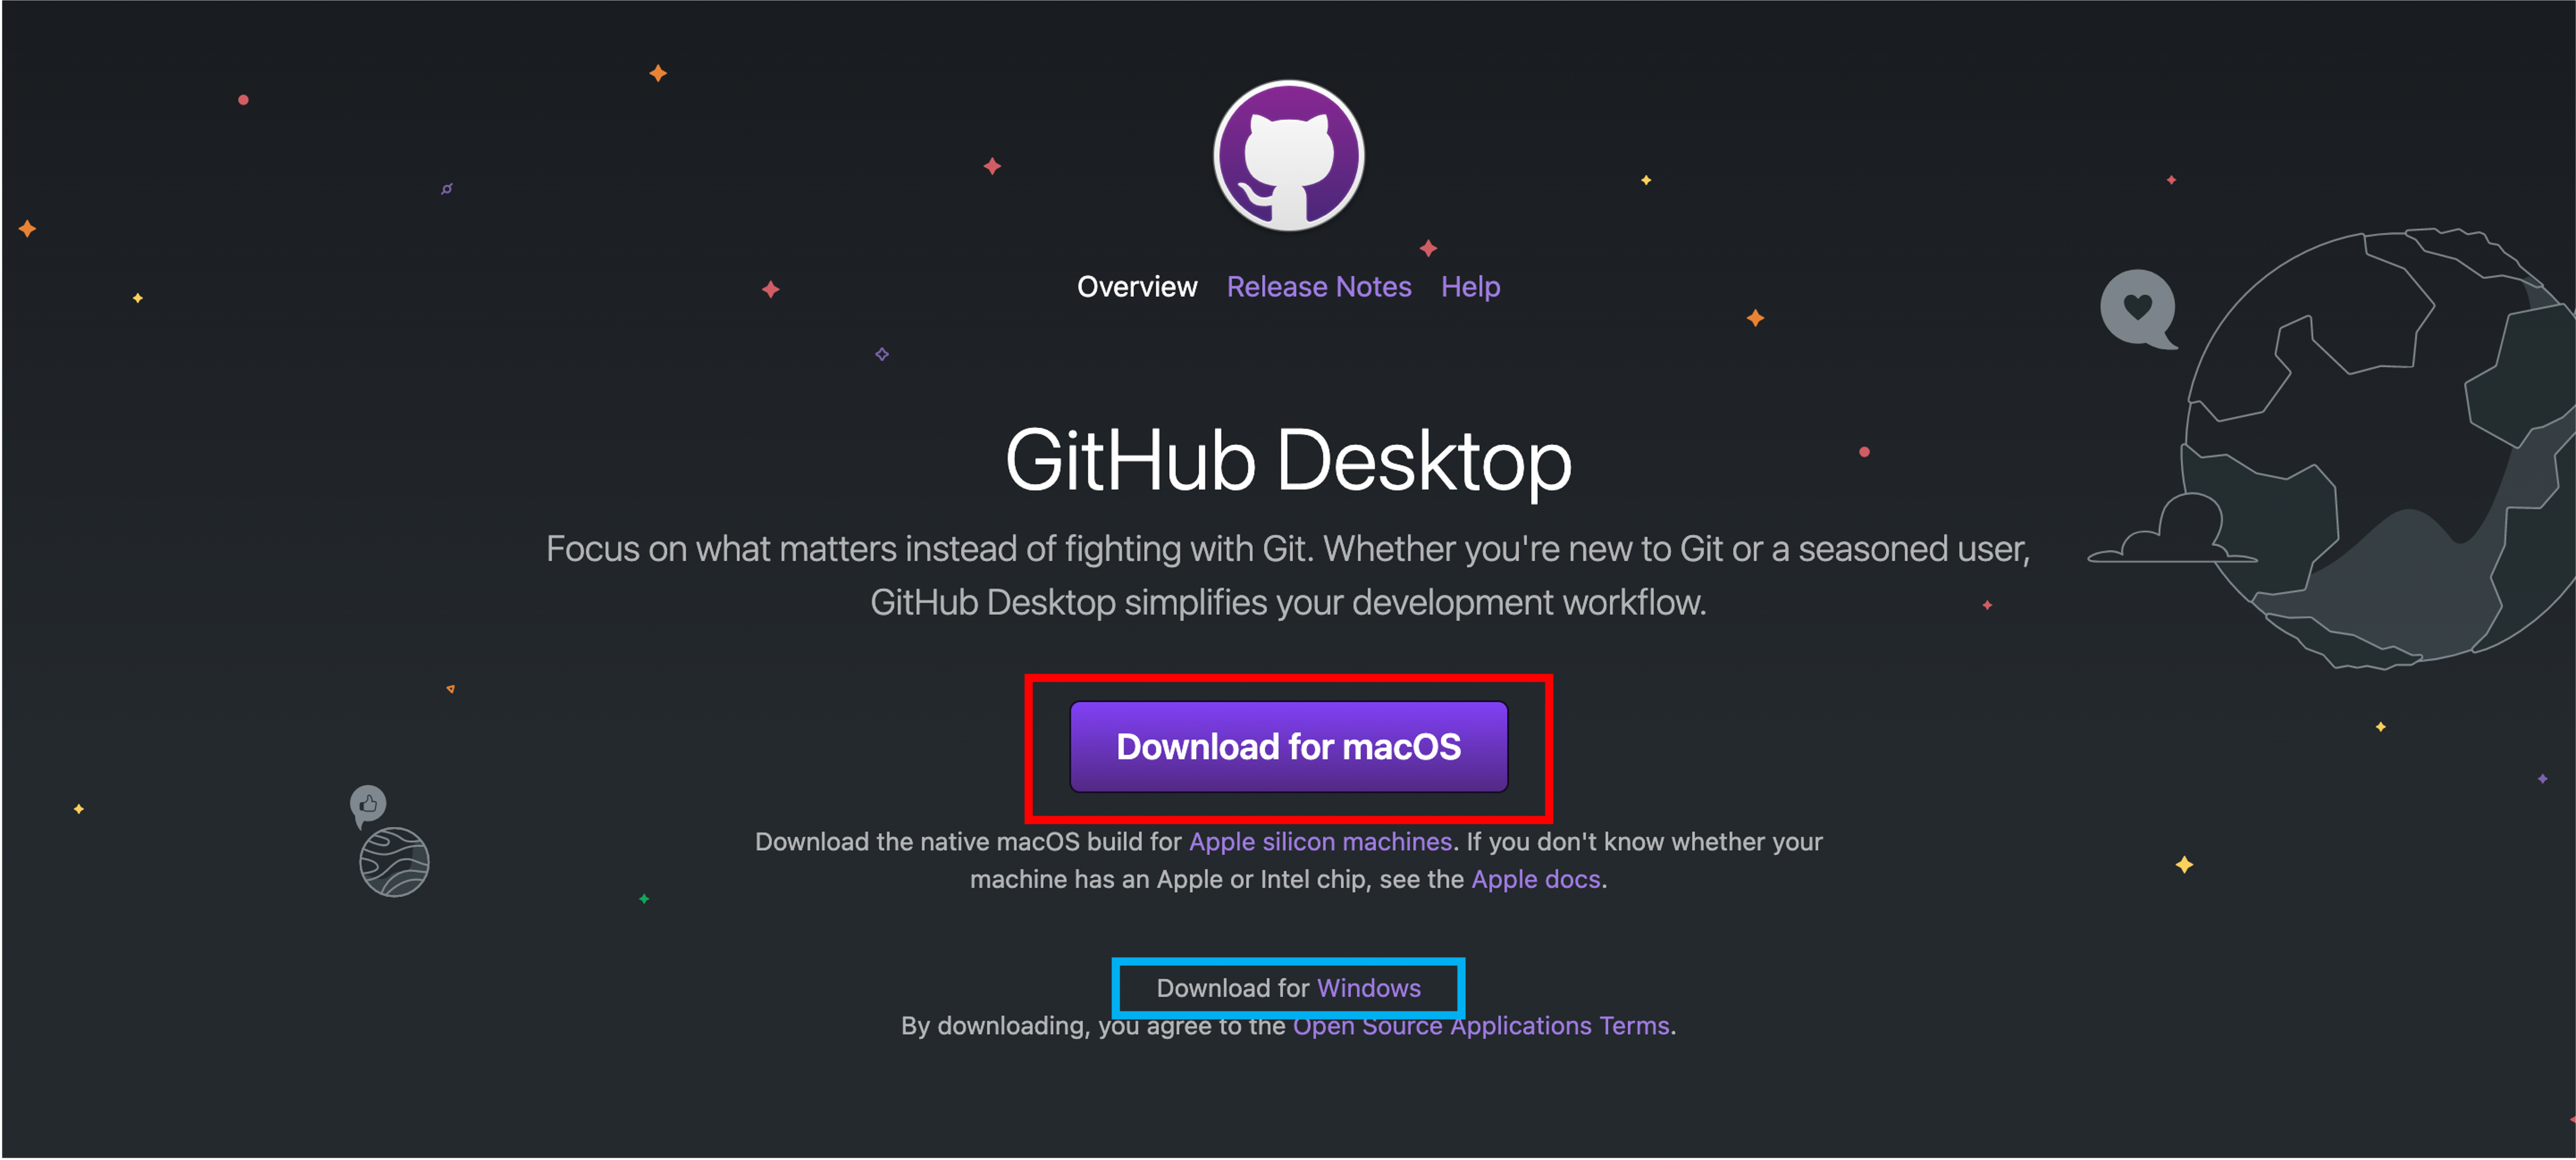 Overview Release Notes Help
GitHub Desktop
Focus on what matters instead of fighting with Git. Whether you're new to Git or a seasoned user,
GitHub Desktop simplifies your development workflow.
Download for macOS
Download the native macOS build for Apple silicon machines. If you don't know whether your
machine has an Apple or Intel chip, see the Apple docs.
Download for Windows
By downloading, you agree to the Open Source Applications Terms.